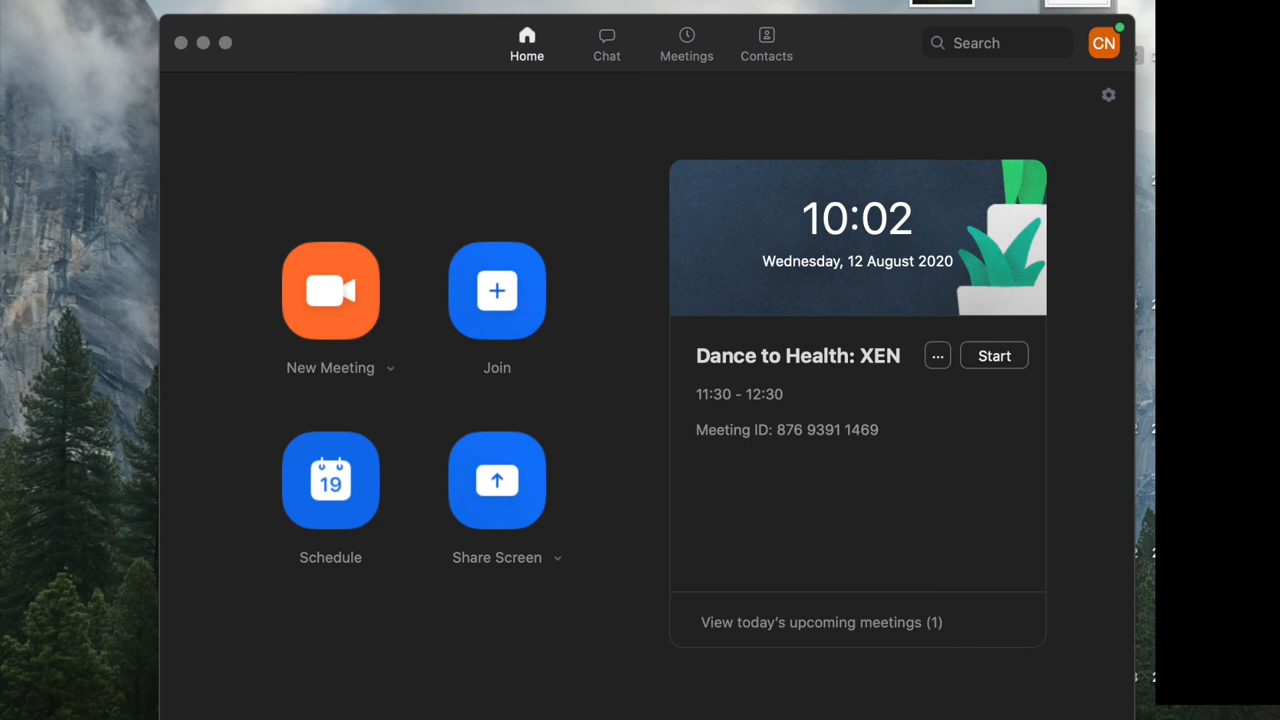 Home
Chat
Meetings
Contacts
Search
CN
10:02
Wednesday, 12 August 2020
New Meeting
Join
19
Schedule
Share Screen
Dance to Health: XEN
...
Start
11:30 - 12:30
Meeting ID: 876 9391 1469
View today's upcoming meetings (1)